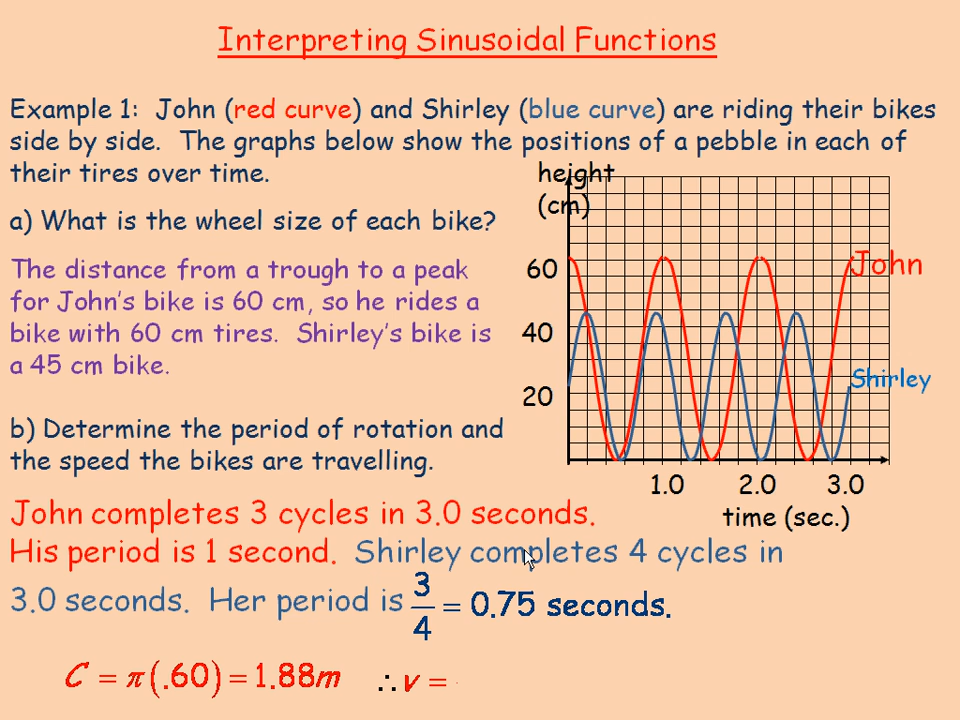 Interpreting Sinusoidal Functions
Example 1: John (red curve) and Shirley (blue curve) are riding their bikes
side by side. The graphs below show the positions of a pebble in each of
their tires over time.
a) What is the wheel size of each bike?
The distance from a trough to a peak
for John's bike is 60 cm, so he rides a
bike with 60 cm tires. Shirley's bike is
a 45 cm bike.
height
(cm)
60
40
20
John
Shirley
1.0 2.0 3.0
time (sec.)
b) Determine the period of rotation and
the speed the bikes are travelling.
John completes 3 cycles in 3.0 seconds.
His period is 1 second. Shirley completes 4 cycles in
3.0 seconds. Her period is 3/4 = 0.75 seconds.
C = π(.60) = 1.88m ∴ v =